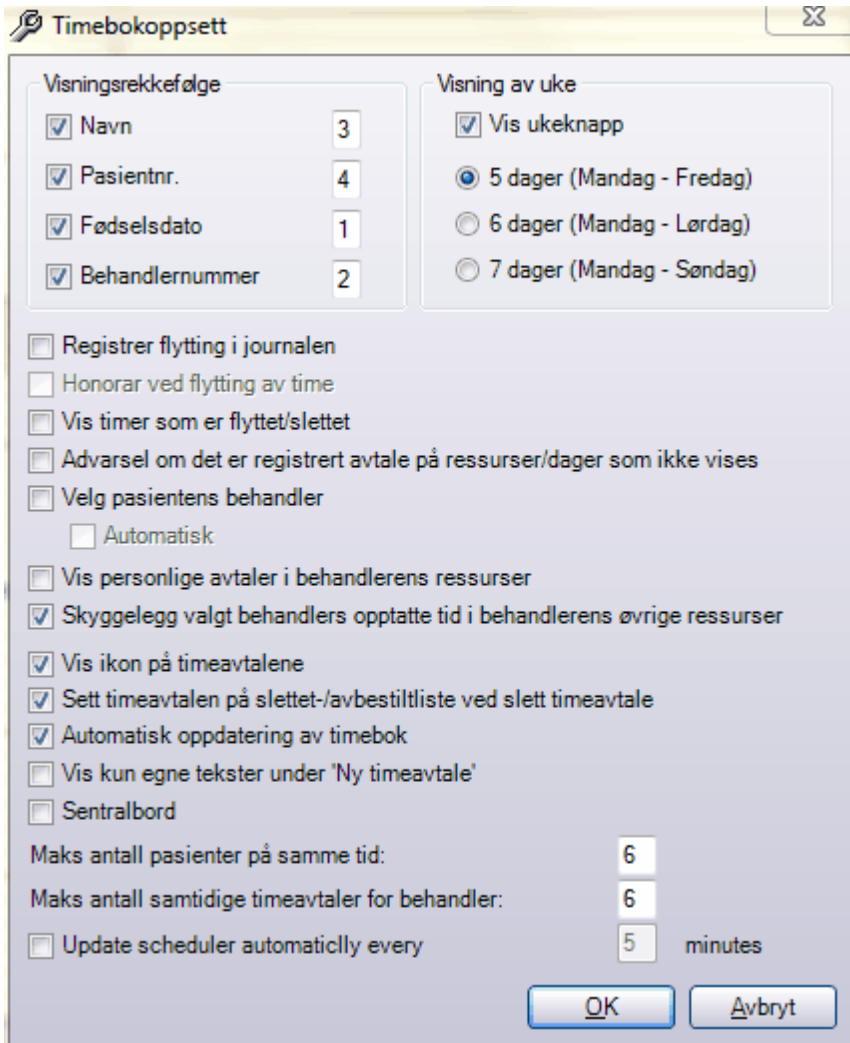 Timebokoppsett
Visningsrekkefølge
Navn 3
Pasientnr. 4
Fødselsdato 1
Behandlernummer 2
Visning av uke
Vis ukeknapp
5 dager (Mandag - Fredag)
6 dager (Mandag - Lørdag)
7 dager (Mandag - Søndag)
Registrer flytting i journalen
Honorar ved flytting av time
Vis timer som er flyttet/slettet
Advarsel om det er registrert avtale på ressurser/dager som ikke vises
Velg pasientens behandler
Automatisk
Vis personlige avtaler i behandlerens ressurser
Skyggelegg valgt behandlers opptatte tid i behandlerens øvrige ressurser
Vis ikon på timeavtalene
Sett timeavtalen på slettet-/avbestiltliste ved slett timeavtale
Automatisk oppdatering av timebok
Vis kun egne tekster under 'Ny timeavtale'
Sentralbord
Maks antall pasienter på samme tid: 6
Maks antall samtidige timeavtaler for behandler: 6
Update scheduler automaticlly every 5 minutes
OK Avbryt